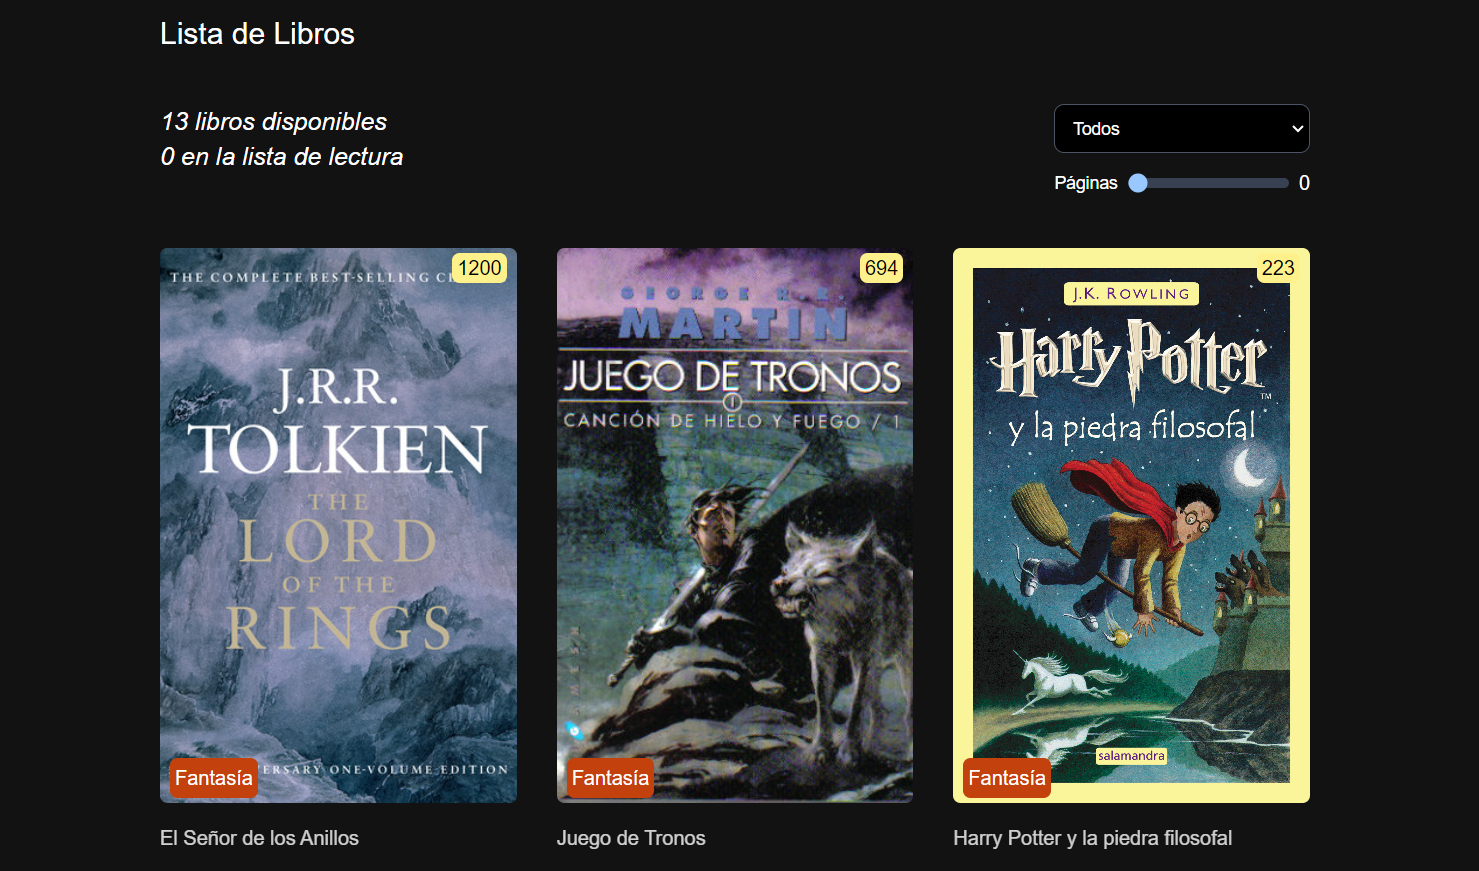 Lista de Libros
13 libros disponibles
0 en la lista de lectura
Todos
Páginas 0
1200
THE COMPLETE BEST-SELLING
J.R.R.
TOLKIEN
THE
LORD
OF THE
RINGS
ONE-VOLUME EDITION
Fantasía
El Señor de los Anillos
694
GEORGE R.R.
MARTIN
JUEGO DE TRONOS
1
CANCIÓN DE HIELO Y FUEGO / 1
Fantasía
Juego de Tronos
223
J.K. ROWLING
Harry Potter
TM
y la piedra filosofal
salamandra
Fantasía
Harry Potter y la piedra filosofal